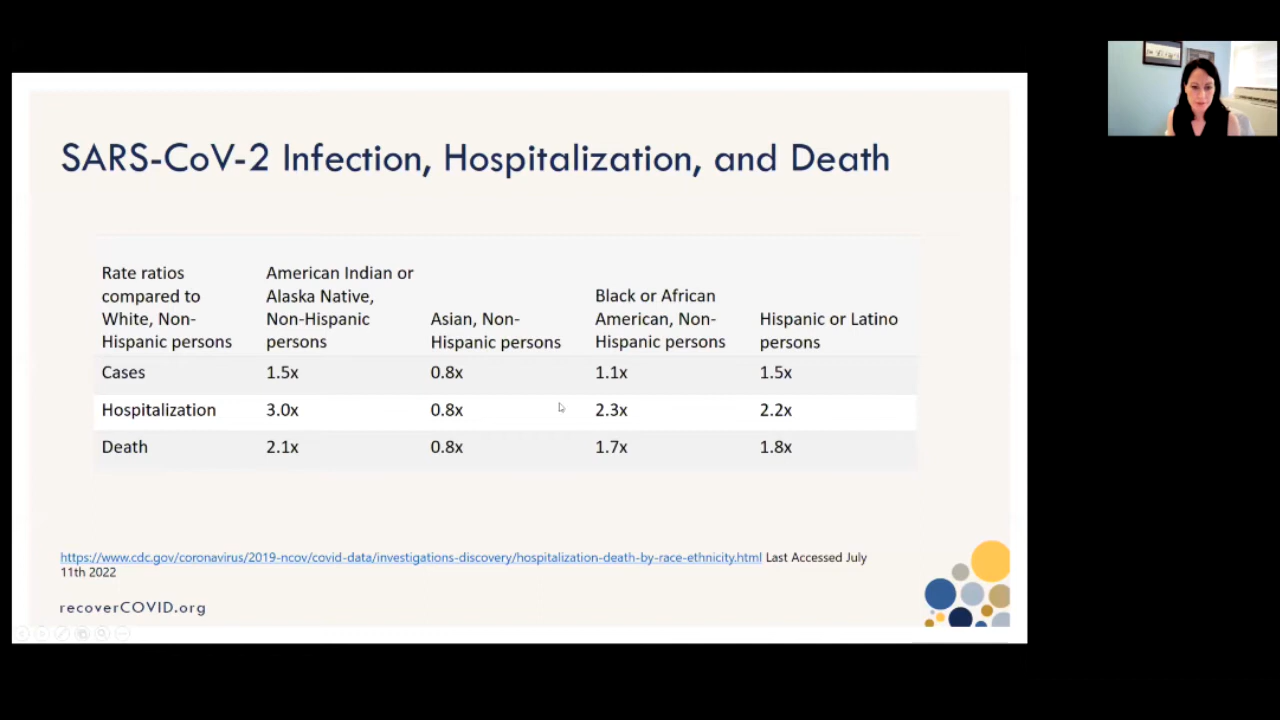 SARS-CoV-2 Infection, Hospitalization, and Death
Rate ratios
compared to
White, Non-
Hispanic persons
American Indian or
Alaska Native,
Non-Hispanic
persons
Asian, Non-
Hispanic persons
Black or African
American, Non-
Hispanic persons
Hispanic or Latino
persons
Cases 1.5x 0.8x 1.1x 1.5x
Hospitalization 3.0x 0.8x 2.3x 2.2x
Death 2.1x 0.8x 1.7x 1.8x
https://www.cdc.gov/coronavirus/2019-ncov/covid-data/investigations-discovery/hospitalization-death-by-race-ethnicity.html Last Accessed July
11th 2022
recoverCOVID.org